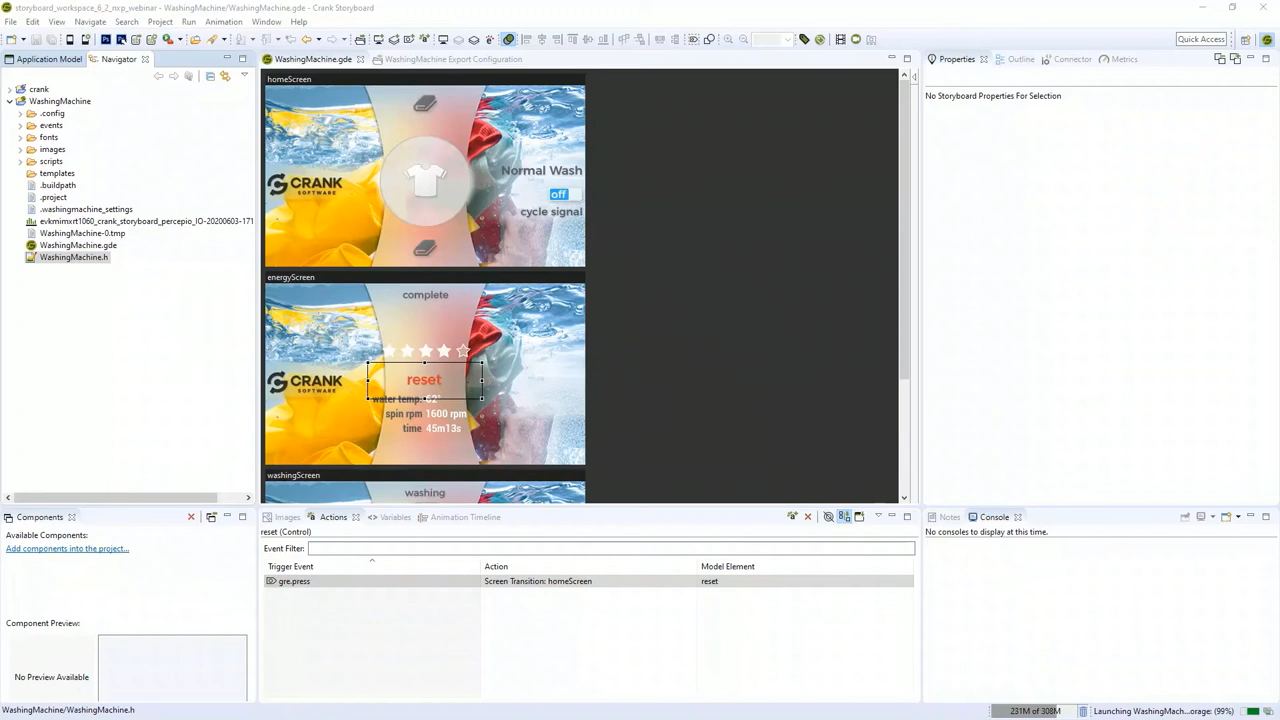 storyboard_workspace_6_2_nxp_webinar - WashingMachine/WashingMachine.gde - Crank Storyboard
File Edit View Navigate Search Project Run Animation Window Help
Quick Access
Application Model Navigator
crank
WashingMachine
.config
events
fonts
images
scripts
templates
.buildpath
.project
.washingmachine_settings
evkmimxrt1060_crank_storyboard_percepio_IO-20200603-171
WashingMachine-0.tmp
WashingMachine.gde
WashingMachine.h
WashingMachine.gde WashingMachine Export Configuration
homeScreen
CRANK
SOFTWARE
Normal Wash
off
cycle signal
energyScreen
complete
CRANK
SOFTWARE
reset
water temp. 62°
spin rpm 1600 rpm
time 45m13s
washingScreen
washing
Properties Outline Connector Metrics
No Storyboard Properties For Selection
Components
Available Components:
Add components into the project...
Component Preview:
No Preview Available
Images Actions Variables Animation Timeline
reset (Control)
Event Filter:
Trigger Event Action Model Element
gre.press Screen Transition: homeScreen reset
Notes Console
No consoles to display at this time.
WashingMachine/WashingMachine.h
231M of 308M
Launching WashingMach...orage: (99%)